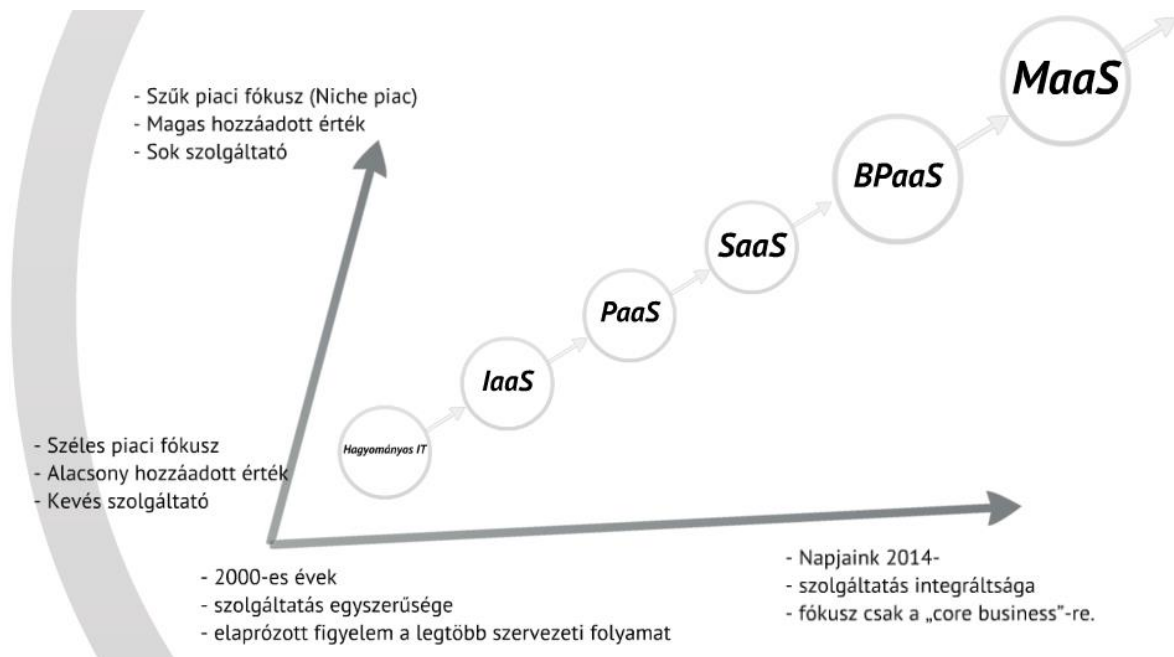 MaaS
- Szűk piaci fókusz (Niche piac)
- Magas hozzáadott érték
- Sok szolgáltató
BPaaS
SaaS
PaaS
IaaS
Hagyományos IT
- Széles piaci fókusz
- Alacsony hozzáadott érték
- Kevés szolgáltató
- 2000-es évek
- szolgáltatás egyszerűsége
- elaprózott figyelem a legtöbb szervezeti folyamat
- Napjaink 2014-
- szolgáltatás integráltsága
- fókusz csak a „core business”-re.